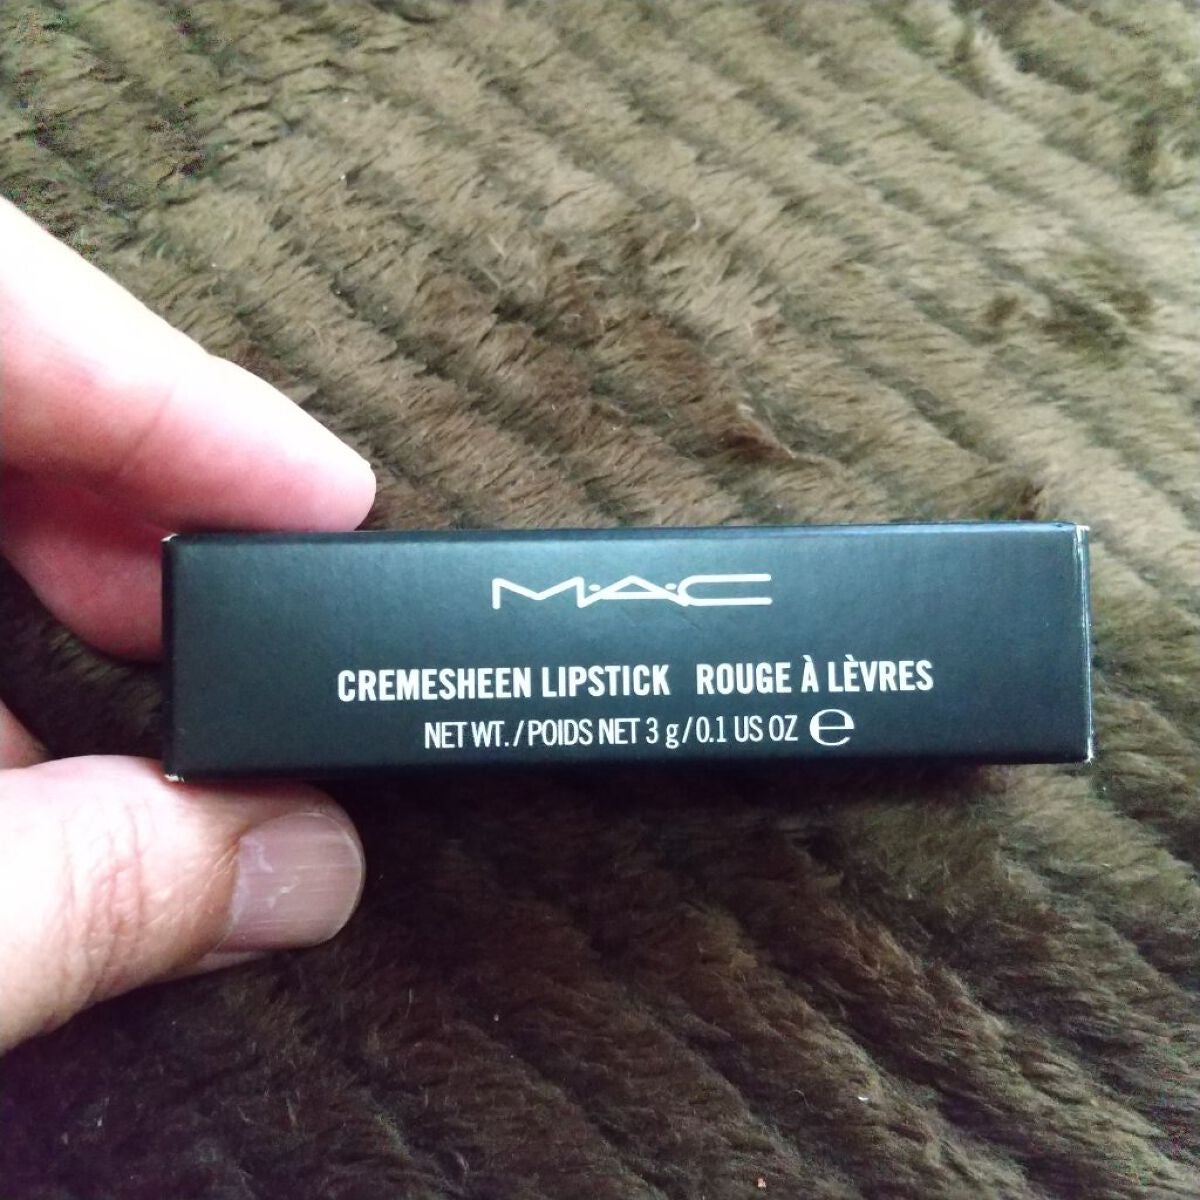 M·A·C
CREMESHEEN LIPSTICK ROUGE À LÈVRES
NET WT./POIDS NET 3 g/0.1 US OZ ℮